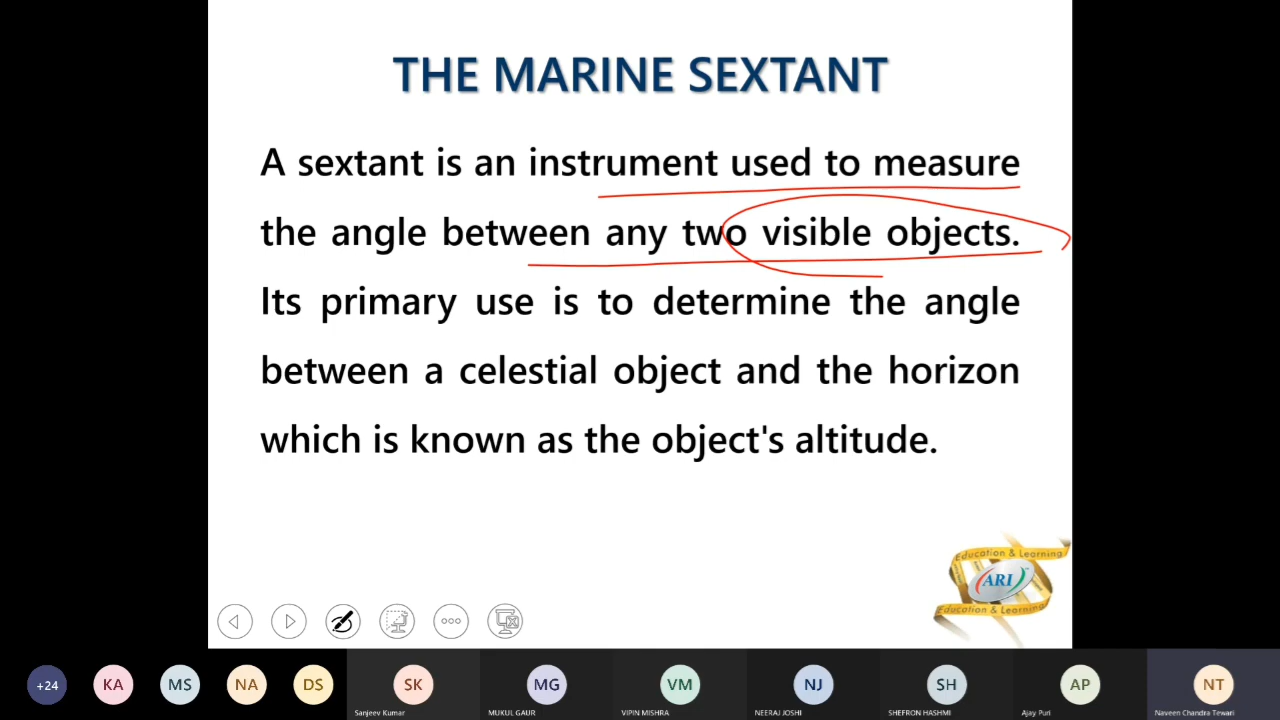 THE MARINE SEXTANT
A sextant is an instrument used to measure
the angle between any two visible objects.
Its primary use is to determine the angle
between a celestial object and the horizon
which is known as the object's altitude.
Education & Learning
ARI
Education & Learning
+24 KA MS NA DS SK MG VM NJ SH AP NT
Sanjeev Kumar MUKUL GAUR VIPIN MISHRA NEERAJ JOSHI SHEFRON HASHMI Ajay Puri Naveen Chandra Tewari